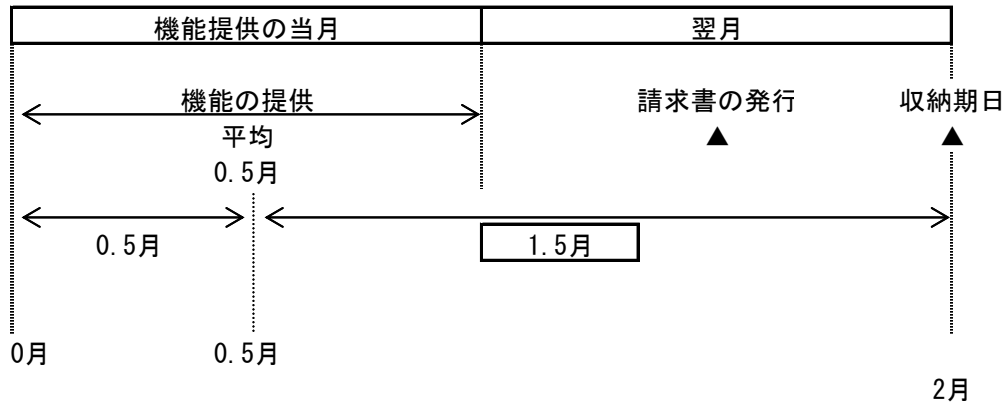 機能提供の当月
翌月
機能の提供
請求書の発行
収納期日
平均
▲
▲
0.5月
0.5月
1.5月
0月
0.5月
2月